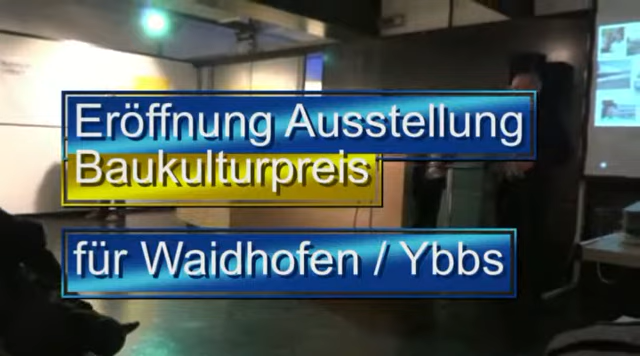 Eröffnung Ausstellung
Baukulturpreis
für Waidhofen / Ybbs